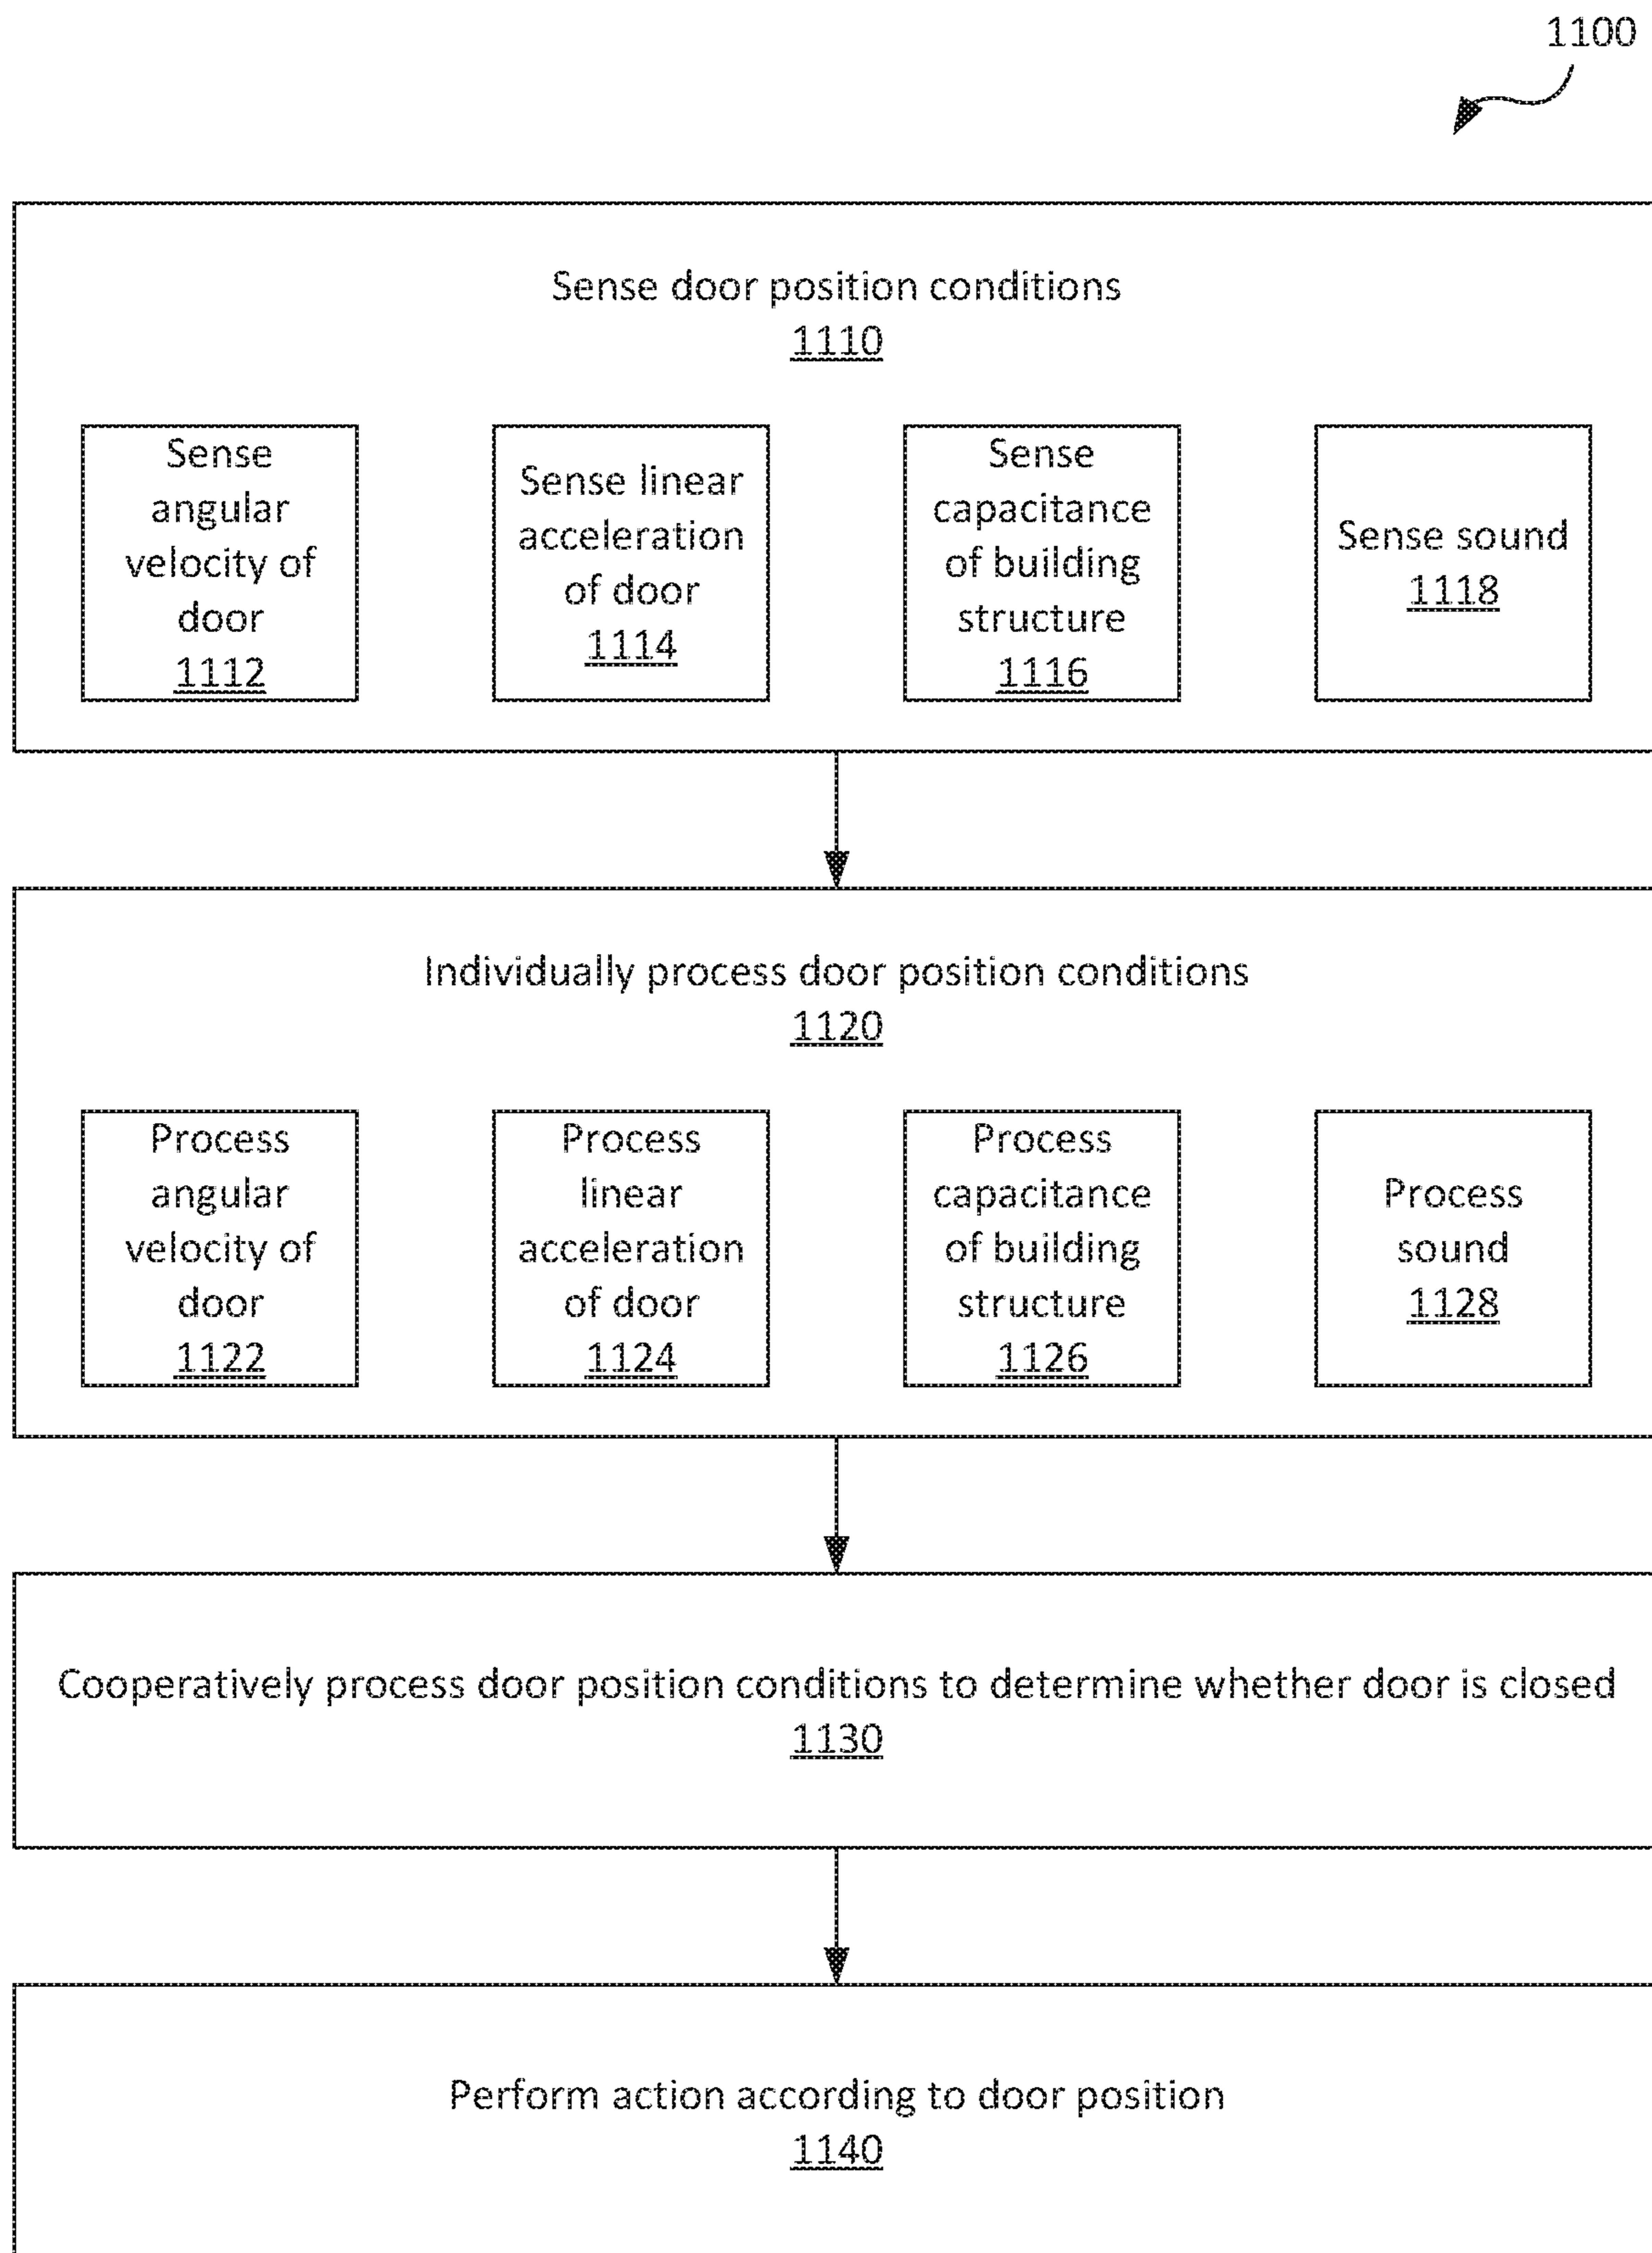 1100
Sense door position conditions
1110
Sense
angular
velocity of
door
1112
Sense linear
acceleration
of door
1114
Sense
capacitance
of building
structure
1116
Sense sound
1118
Individually process door position conditions
1120
Process
angular
velocity of
door
1122
Process
linear
acceleration
of door
1124
Process
capacitance
of building
structure
1126
Process
sound
1128
Cooperatively process door position conditions to determine whether door is closed
1130
Perform action according to door position
1140